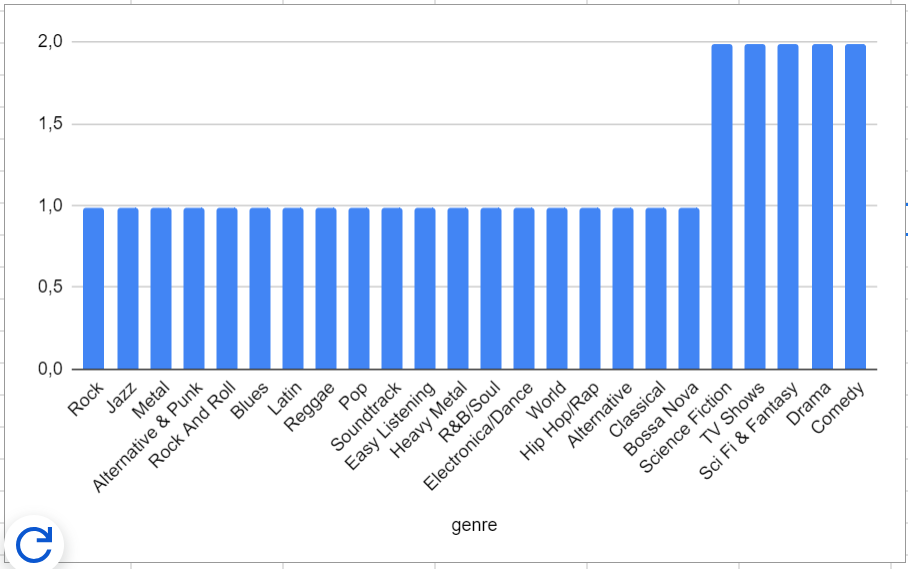 2,0
1,5
1,0
0,5
0,0
Rock
Jazz
Metal
Alternative & Punk
Rock And Roll
Blues
Latin
Reggae
Pop
Soundtrack
Easy Listening
Heavy Metal
R&B/Soul
Electronica/Dance
World
Hip Hop/Rap
Alternative
Classical
Bossa Nova
Science Fiction
TV Shows
Sci Fi & Fantasy
Drama
Comedy
genre